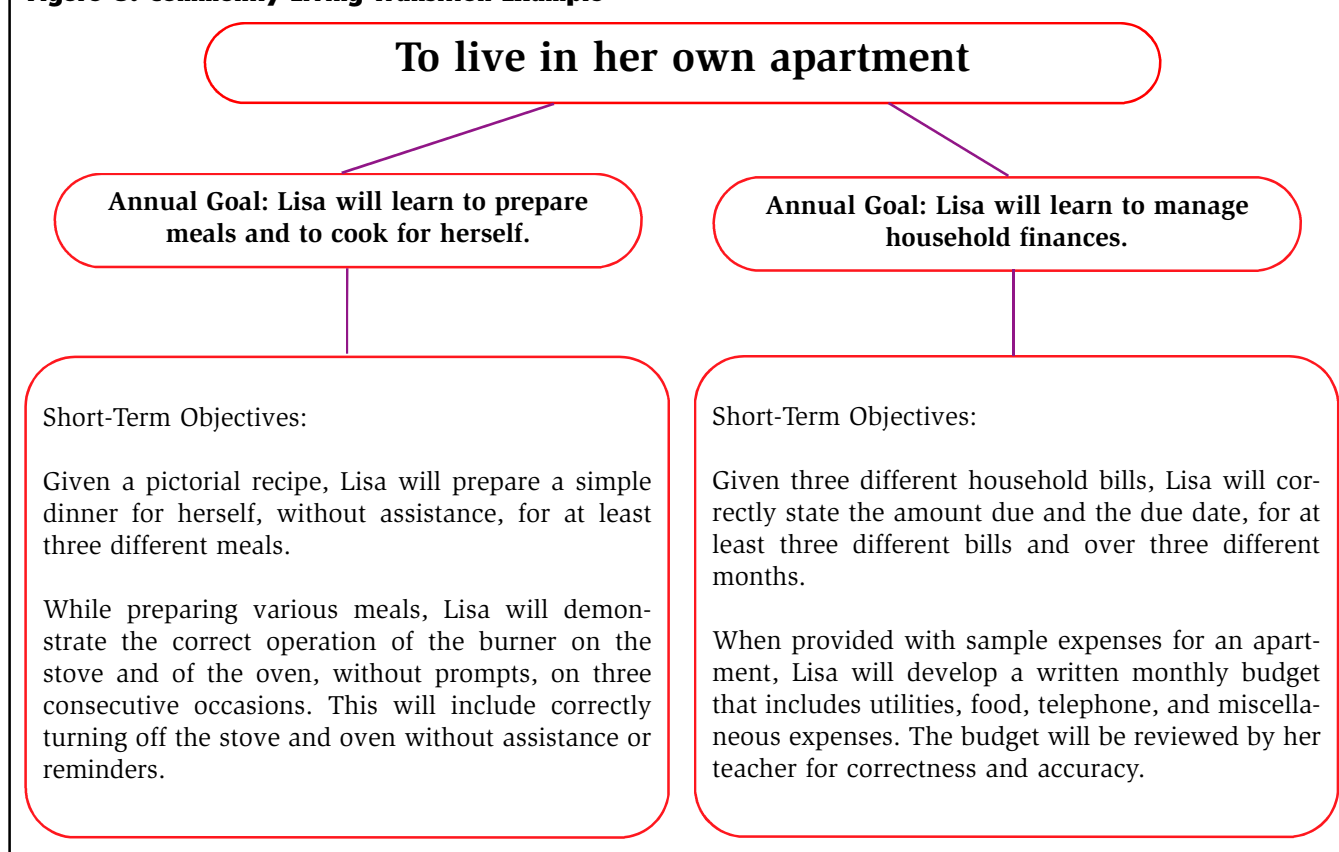 To live in her own apartment
Annual Goal: Lisa will learn to prepare
meals and to cook for herself.
Annual Goal: Lisa will learn to manage
household finances.
Short-Term Objectives:
Given a pictorial recipe, Lisa will prepare a simple
dinner for herself, without assistance, for at least
three different meals.
While preparing various meals, Lisa will demon-
strate the correct operation of the burner on the
stove and of the oven, without prompts, on three
consecutive occasions. This will include correctly
turning off the stove and oven without assistance or
reminders.
Short-Term Objectives:
Given three different household bills, Lisa will cor-
rectly state the amount due and the due date, for at
least three different bills and over three different
months.
When provided with sample expenses for an apart-
ment, Lisa will develop a written monthly budget
that includes utilities, food, telephone, and miscella-
neous expenses. The budget will be reviewed by her
teacher for correctness and accuracy.